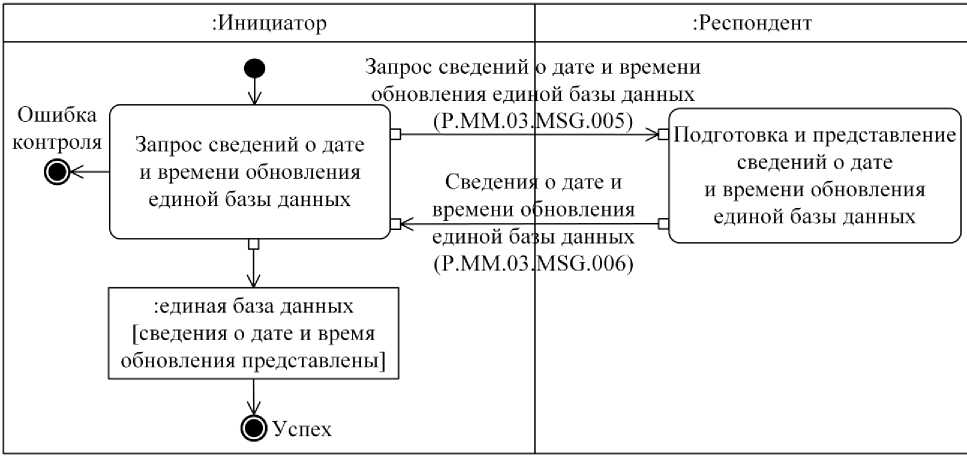 :Инициатор
:Респондент
Запрос сведений о дате и времени
обновления единой базы данных
(P.MM.03.MSG.005)
Ошибка
контроля
Запрос сведений о дате
и времени обновления
единой базы данных
Подготовка и представление
сведений о дате
и времени обновления
единой базы данных
Сведения о дате и
времени обновления
единой базы данных
(P.MM.03.MSG.006)
:единая база данных
[сведения о дате и время
обновления представлены]
Успех